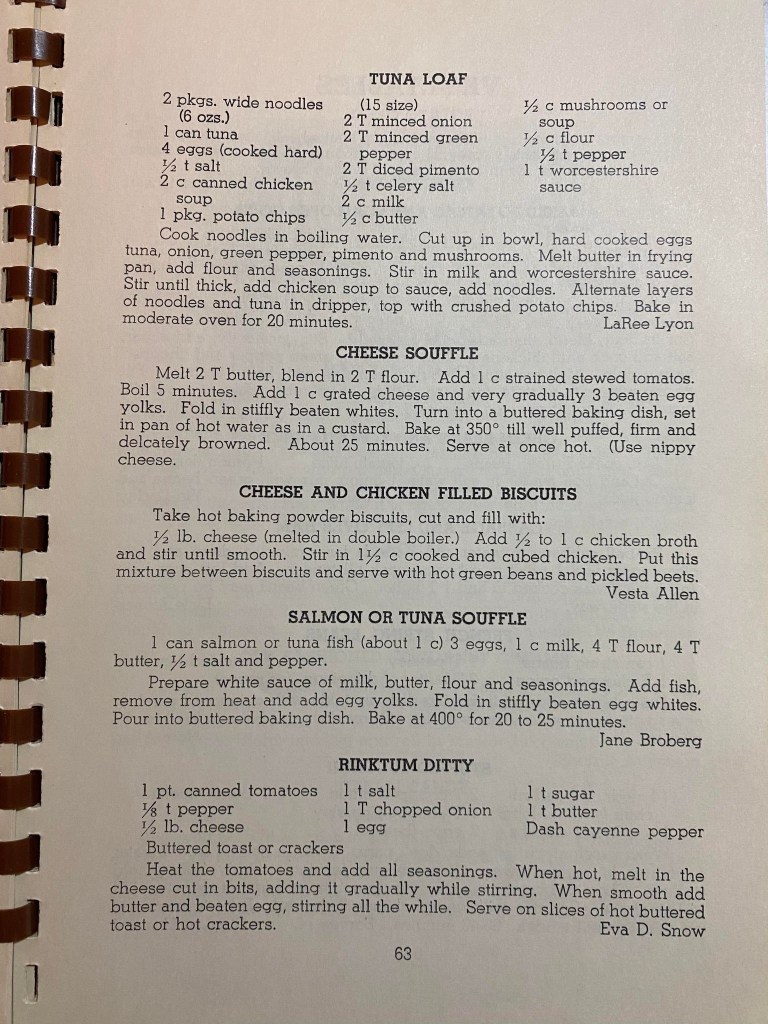 TUNA LOAF
2 pkgs. wide noodles
(6 ozs.)
1 can tuna
4 eggs (cooked hard)
½ t salt
2 c canned chicken
soup
1 pkg. potato chips
(15 size)
2 T minced onion
2 T minced green
pepper
2 T diced pimento
½ t celery salt
2 c milk
½ c butter
½ c mushrooms or
soup
½ c flour
½ t pepper
1 t worcestershire
sauce
Cook noodles in boiling water. Cut up in bowl, hard cooked eggs
tuna, onion, green pepper, pimento and mushrooms. Melt butter in frying
pan, add flour and seasonings. Stir in milk and worcestershire sauce.
Stir until thick, add chicken soup to sauce, add noodles. Alternate layers
of noodles and tuna in dripper, top with crushed potato chips. Bake in
moderate oven for 20 minutes. LaRee Lyon
CHEESE SOUFFLE
Melt 2 T butter, blend in 2 T flour. Add 1 c strained stewed tomatos.
Boil 5 minutes. Add 1 c grated cheese and very gradually 3 beaten egg
yolks. Fold in stiffly beaten whites. Turn into a buttered baking dish, set
in pan of hot water as in a custard. Bake at 350° till well puffed, firm and
delcately browned. About 25 minutes. Serve at once hot. (Use nippy
cheese.
CHEESE AND CHICKEN FILLED BISCUITS
Take hot baking powder biscuits, cut and fill with:
½ lb. cheese (melted in double boiler.) Add ½ to 1 c chicken broth
and stir until smooth. Stir in 1½ c cooked and cubed chicken. Put this
mixture between biscuits and serve with hot green beans and pickled beets.
Vesta Allen
SALMON OR TUNA SOUFFLE
1 can salmon or tuna fish (about 1 c) 3 eggs, 1 c milk, 4 T flour, 4 T
butter, ½ t salt and pepper.
Prepare white sauce of milk, butter, flour and seasonings. Add fish,
remove from heat and add egg yolks. Fold in stiffly beaten egg whites.
Pour into buttered baking dish. Bake at 400° for 20 to 25 minutes.
Jane Broberg
RINKTUM DITTY
1 pt. canned tomatoes
⅛ t pepper
½ lb. cheese
Buttered toast or crackers
1 t salt
1 T chopped onion
1 egg
1 t sugar
1 t butter
Dash cayenne pepper
Heat the tomatoes and add all seasonings. When hot, melt in the
cheese cut in bits, adding it gradually while stirring. When smooth add
butter and beaten egg, stirring all the while. Serve on slices of hot buttered
toast or hot crackers. Eva D. Snow
63